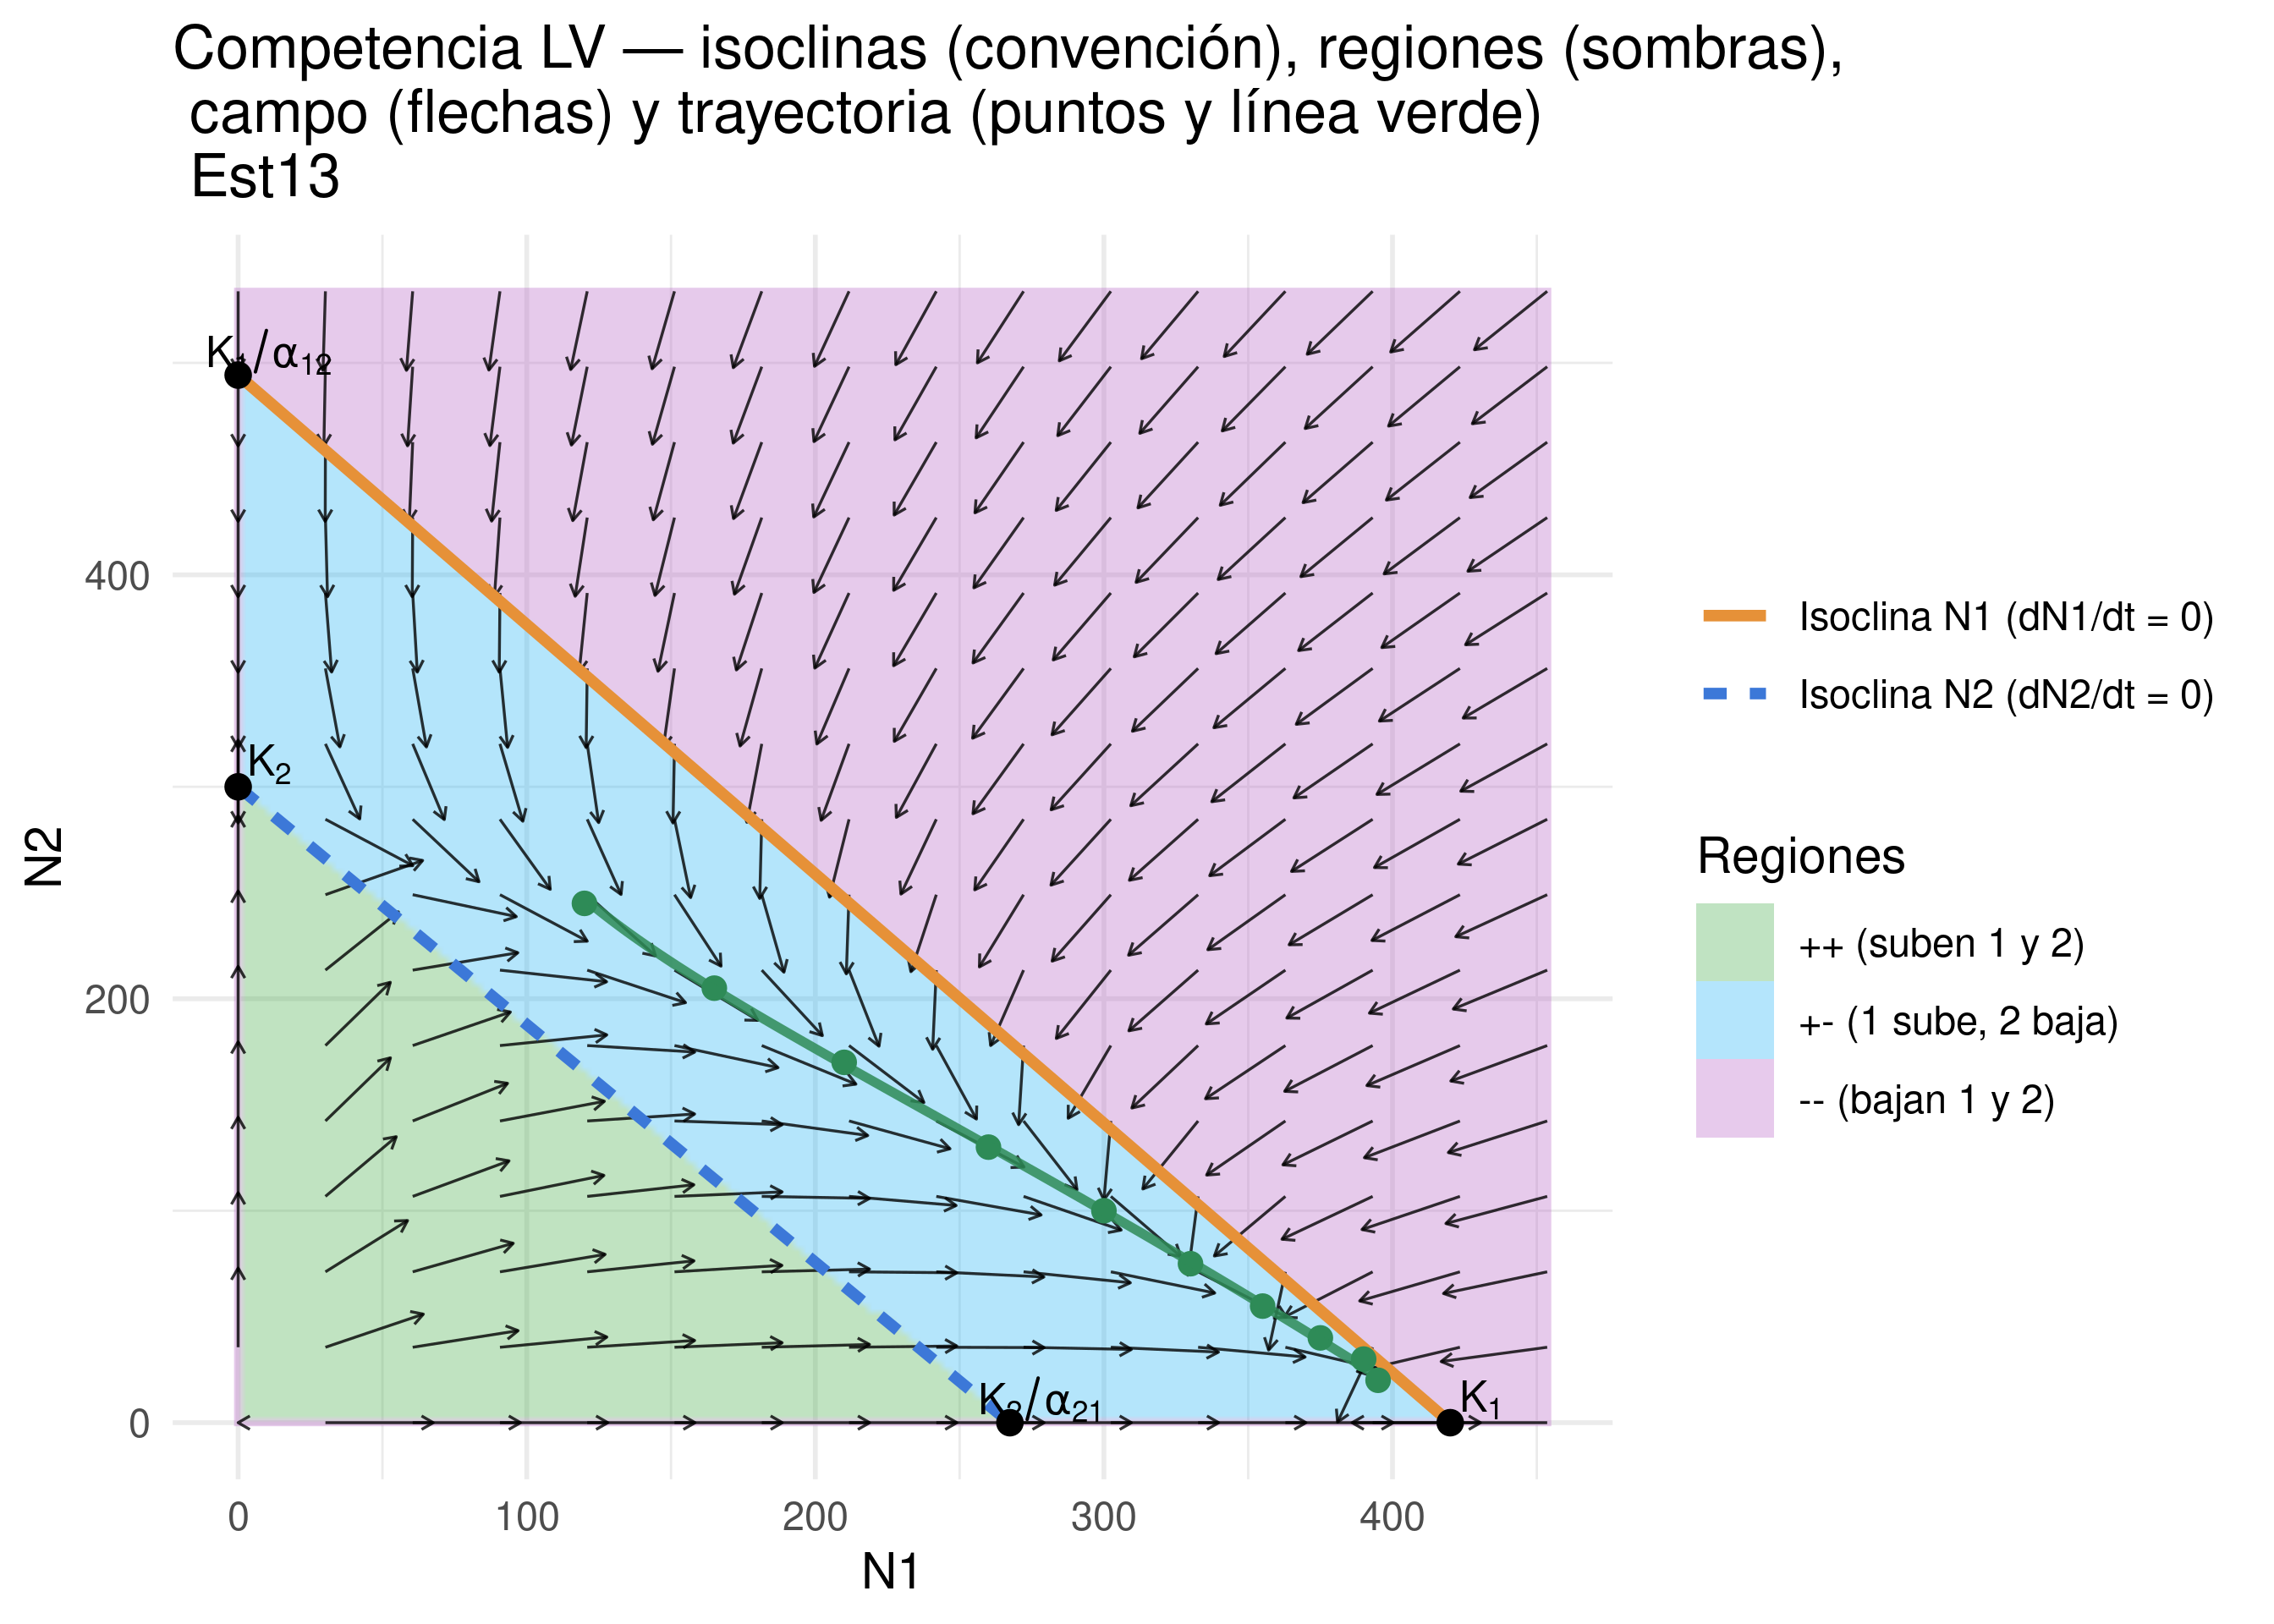 Competencia LV — isoclinas (convención), regiones (sombras),
campo (flechas) y trayectoria (puntos y línea verde)
Est13
K₁/α₁₂
400
K₂
N2
200
K₂/α₂₁
K₁
0
0 100 200 300 400
N1
Isoclina N1 (dN1/dt = 0)
Isoclina N2 (dN2/dt = 0)
Regiones
++ (suben 1 y 2)
+- (1 sube, 2 baja)
-- (bajan 1 y 2)